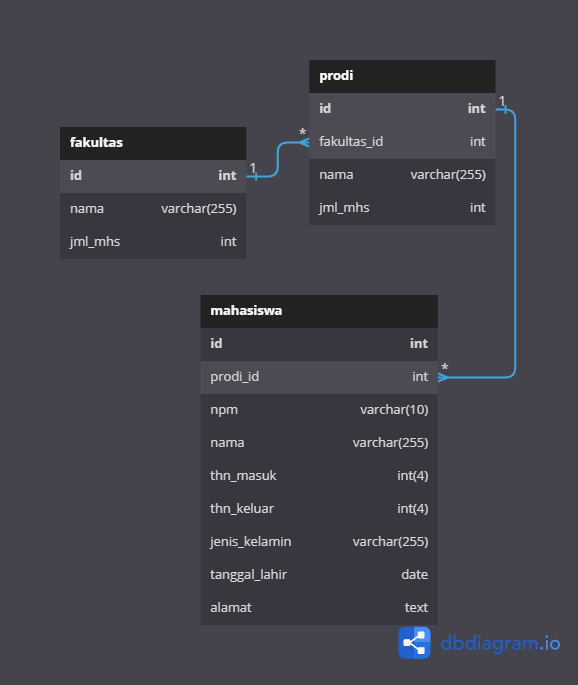 fakultas
id int
nama varchar(255)
jml_mhs int
1
*
prodi
id int
fakultas_id int
nama varchar(255)
jml_mhs int
1
mahasiswa
id int
prodi_id int
*
npm varchar(10)
nama varchar(255)
thn_masuk int(4)
thn_keluar int(4)
jenis_kelamin varchar(255)
tanggal_lahir date
alamat text
dbdiagram.io